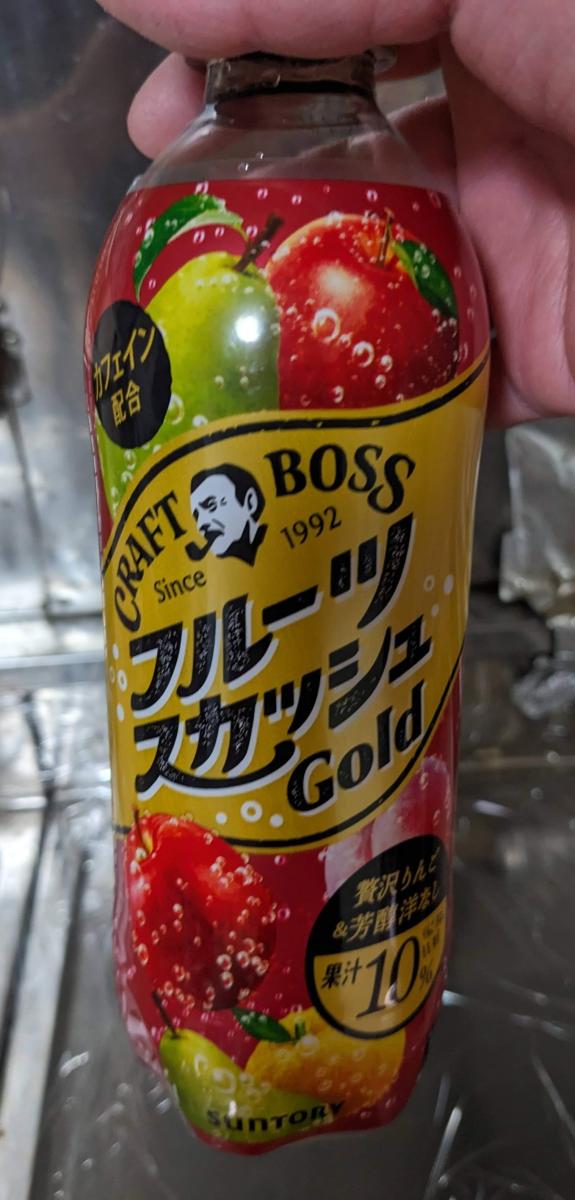 カフェイン
配合
CRAFT BOSS
Since 1992
フルーツ
スカッシュ
Gold
贅沢りんご
&芳醇洋なし
果汁10%
SUNTORY